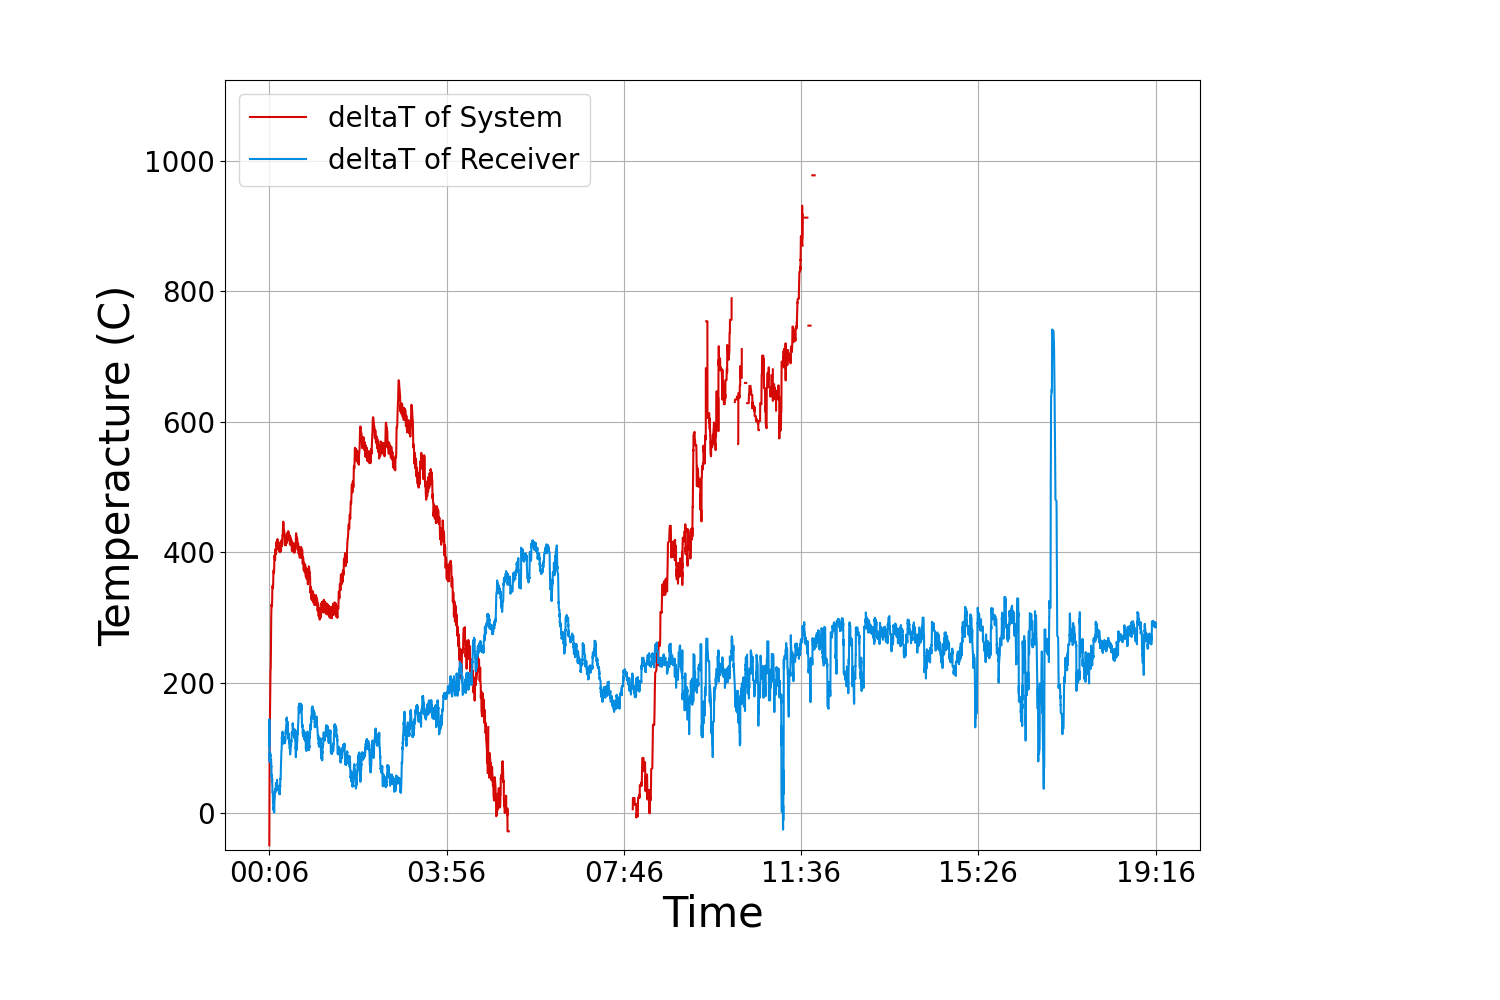 deltaT of System
deltaT of Receiver
Temperacture (C)
1000
800
600
400
200
0
00:06 03:56 07:46 11:36 15:26 19:16
Time